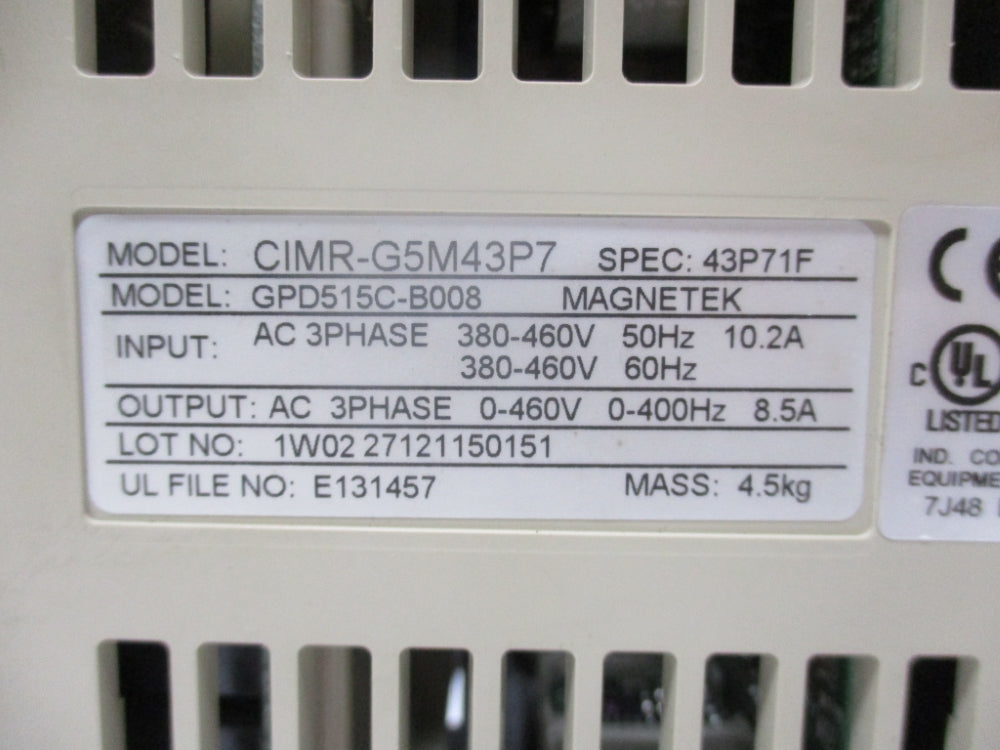 MODEL: CIMR-G5M43P7 SPEC: 43P71F
MODEL: GPD515C-B008 MAGNETEK
INPUT: AC 3PHASE 380-460V 50Hz 10.2A
380-460V 60Hz
OUTPUT: AC 3PHASE 0-460V 0-400Hz 8.5A
LOT NO: 1W02 27121150151
UL FILE NO: E131457 MASS: 4.5kg
C UL
LISTED
IND. CO
EQUIPME
7J48